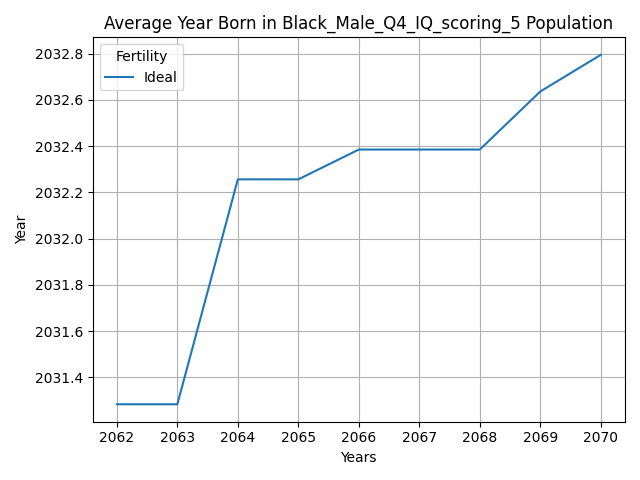 Average Year Born in Black_Male_Q4_IQ_scoring_5 Population
Fertility
Ideal
2032.8
2032.6
2032.4
2032.2
2032.0
2031.8
2031.6
2031.4
Year
2062 2063 2064 2065 2066 2067 2068 2069 2070
Years